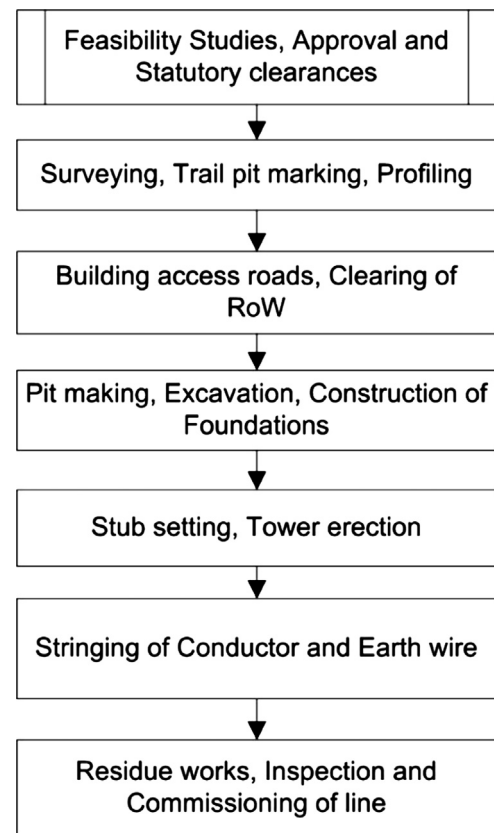 Feasibility Studies, Approval and
Statutory clearances
Surveying, Trail pit marking, Profiling
Building access roads, Clearing of
RoW
Pit making, Excavation, Construction of
Foundations
Stub setting, Tower erection
Stringing of Conductor and Earth wire
Residue works, Inspection and
Commissioning of line